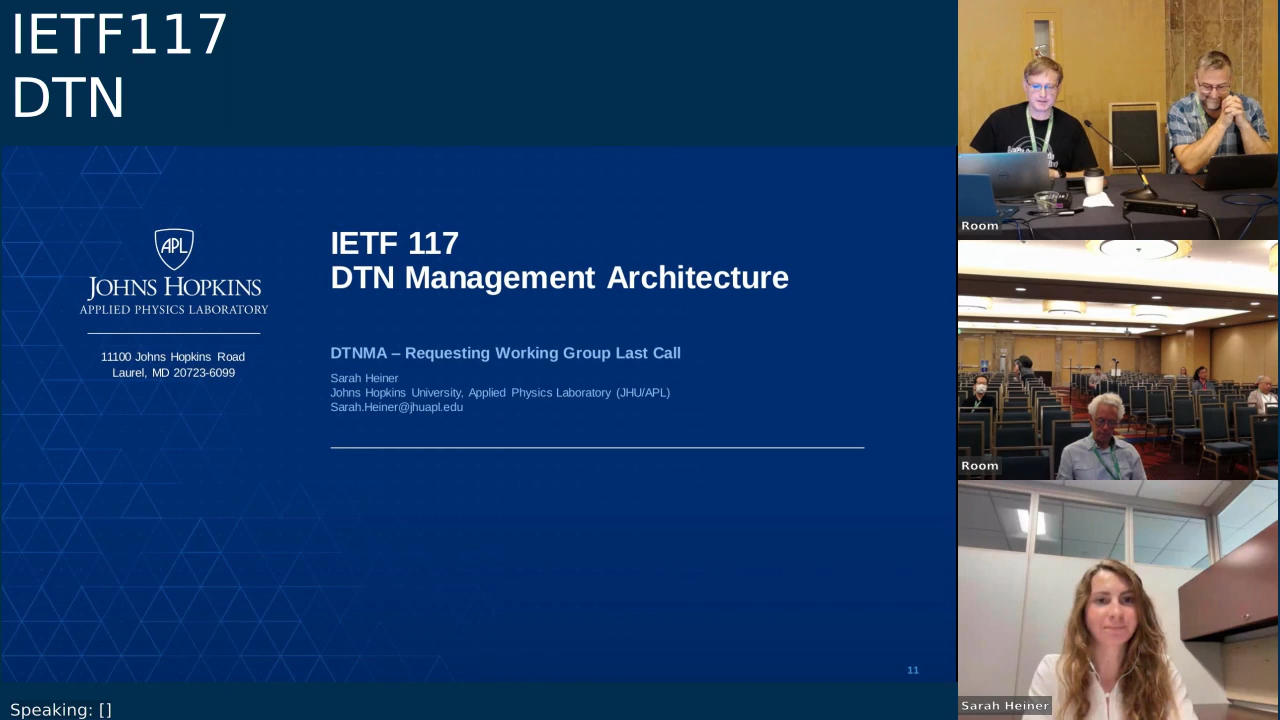 IETF117
DTN
APL
JOHNS HOPKINS
APPLIED PHYSICS LABORATORY
11100 Johns Hopkins Road
Laurel, MD 20723-6099
IETF 117
DTN Management Architecture
DTNMA – Requesting Working Group Last Call
Sarah Heiner
Johns Hopkins University, Applied Physics Laboratory (JHU/APL)
Sarah.Heiner@jhuapl.edu
11
Speaking: []
Room
Room
Sarah Heiner